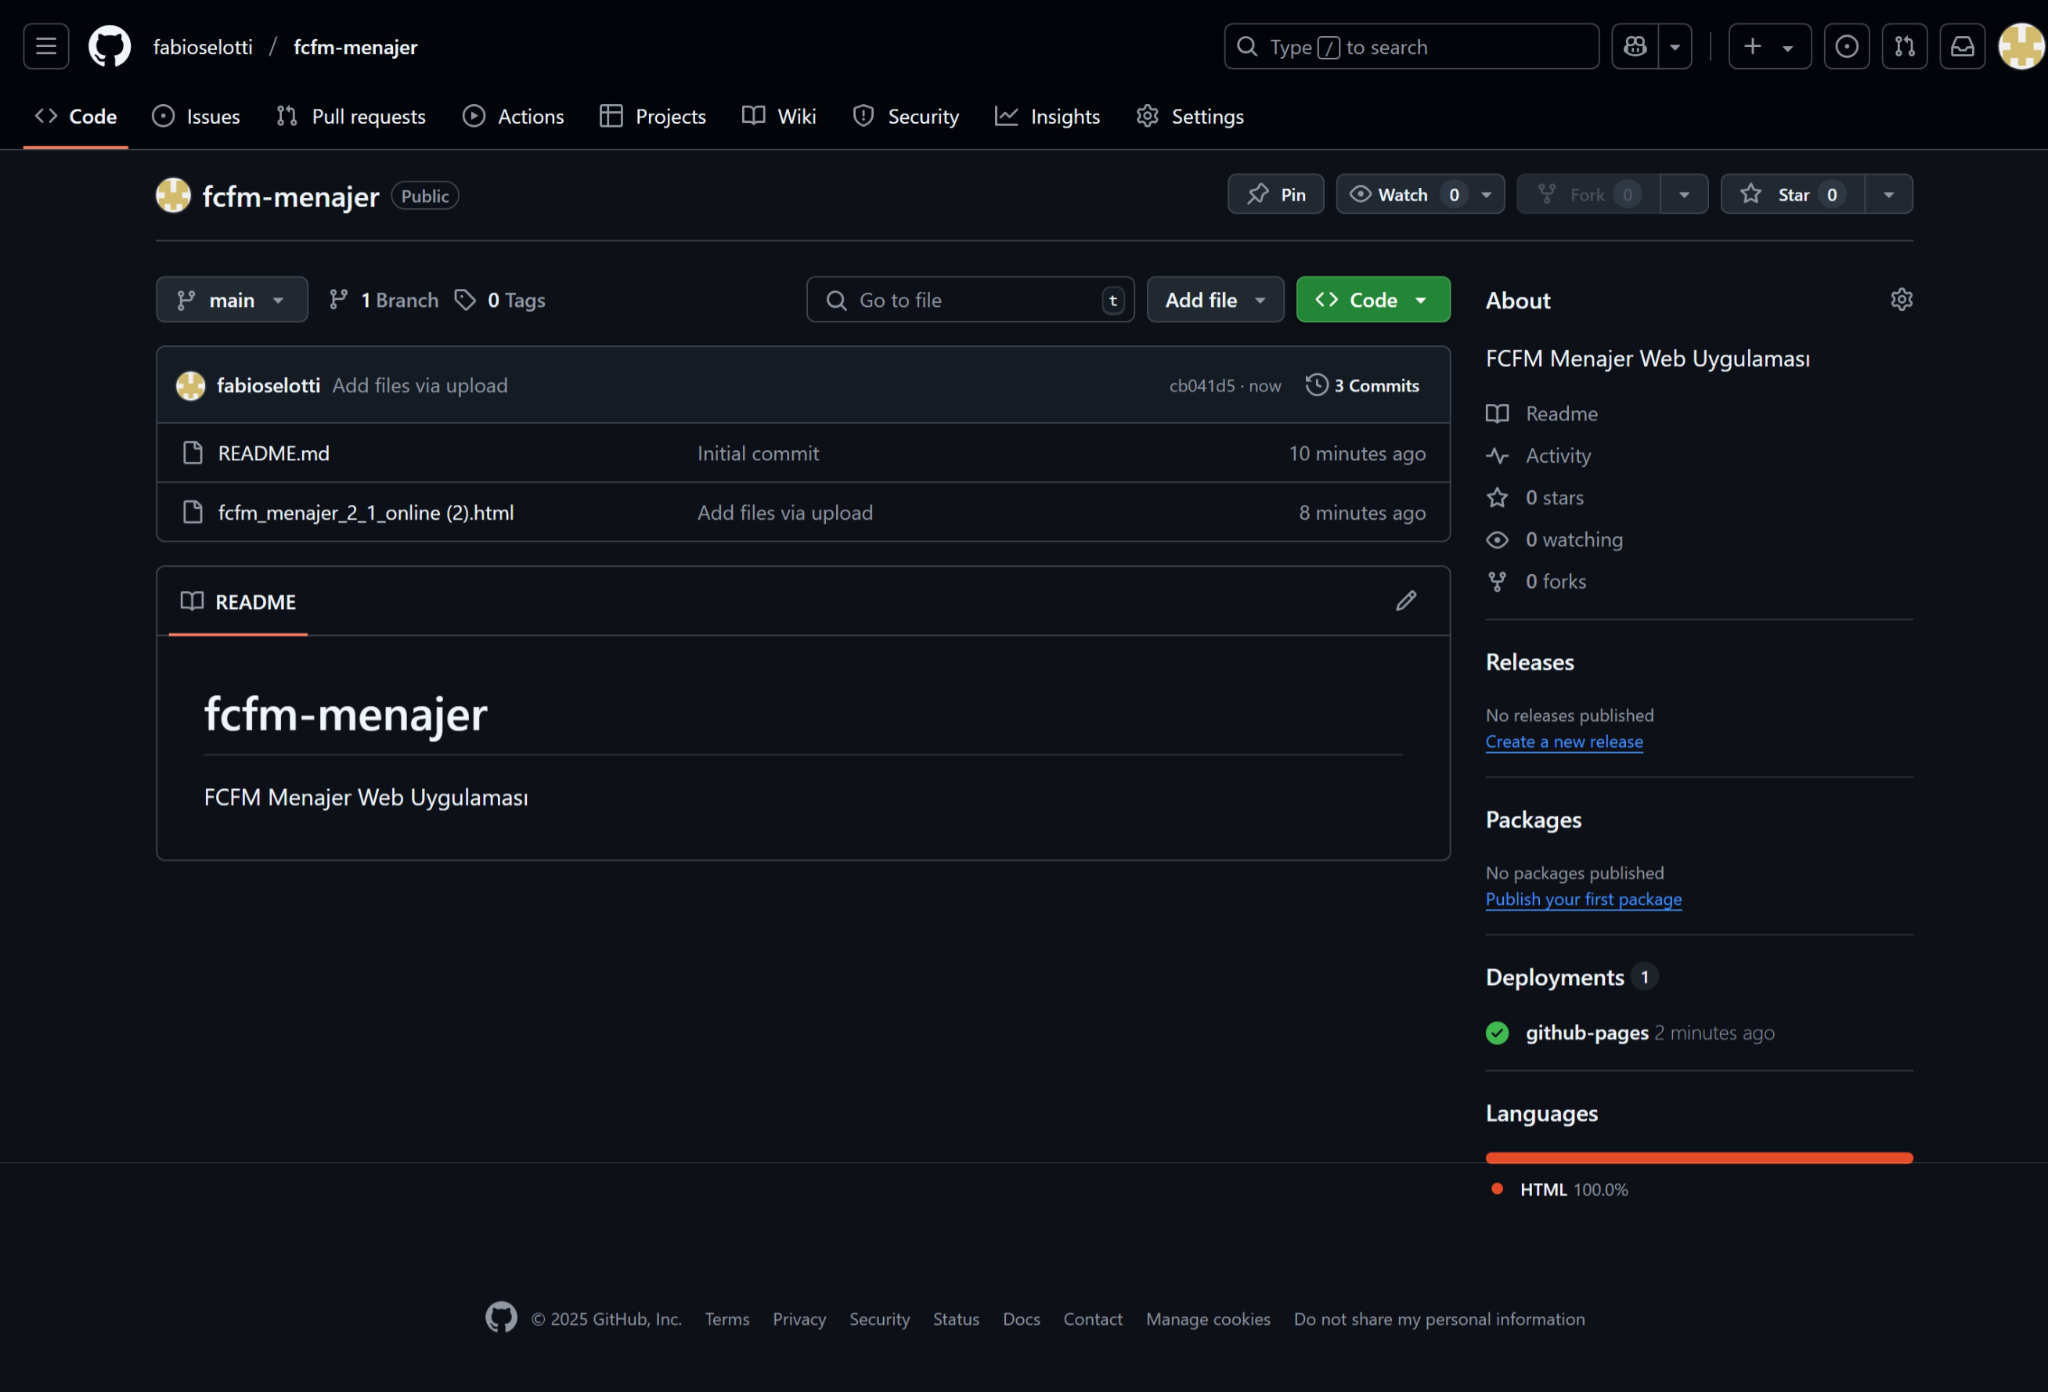 fabioselotti / fcfm-menajer
Type / to search
Code Issues Pull requests Actions Projects Wiki Security Insights Settings
fcfm-menajer Public
Pin Watch 0 Fork 0 Star 0
main 1 Branch 0 Tags Go to file t Add file Code
fabioselotti Add files via upload cb041d5 · now 3 Commits
README.md Initial commit 10 minutes ago
fcfm_menajer_2_1_online (2).html Add files via upload 8 minutes ago
README
fcfm-menajer
FCFM Menajer Web Uygulaması
About
FCFM Menajer Web Uygulaması
Readme
Activity
0 stars
0 watching
0 forks
Releases
No releases published
Create a new release
Packages
No packages published
Publish your first package
Deployments 1
github-pages 2 minutes ago
Languages
HTML 100.0%
© 2025 GitHub, Inc. Terms Privacy Security Status Docs Contact Manage cookies Do not share my personal information